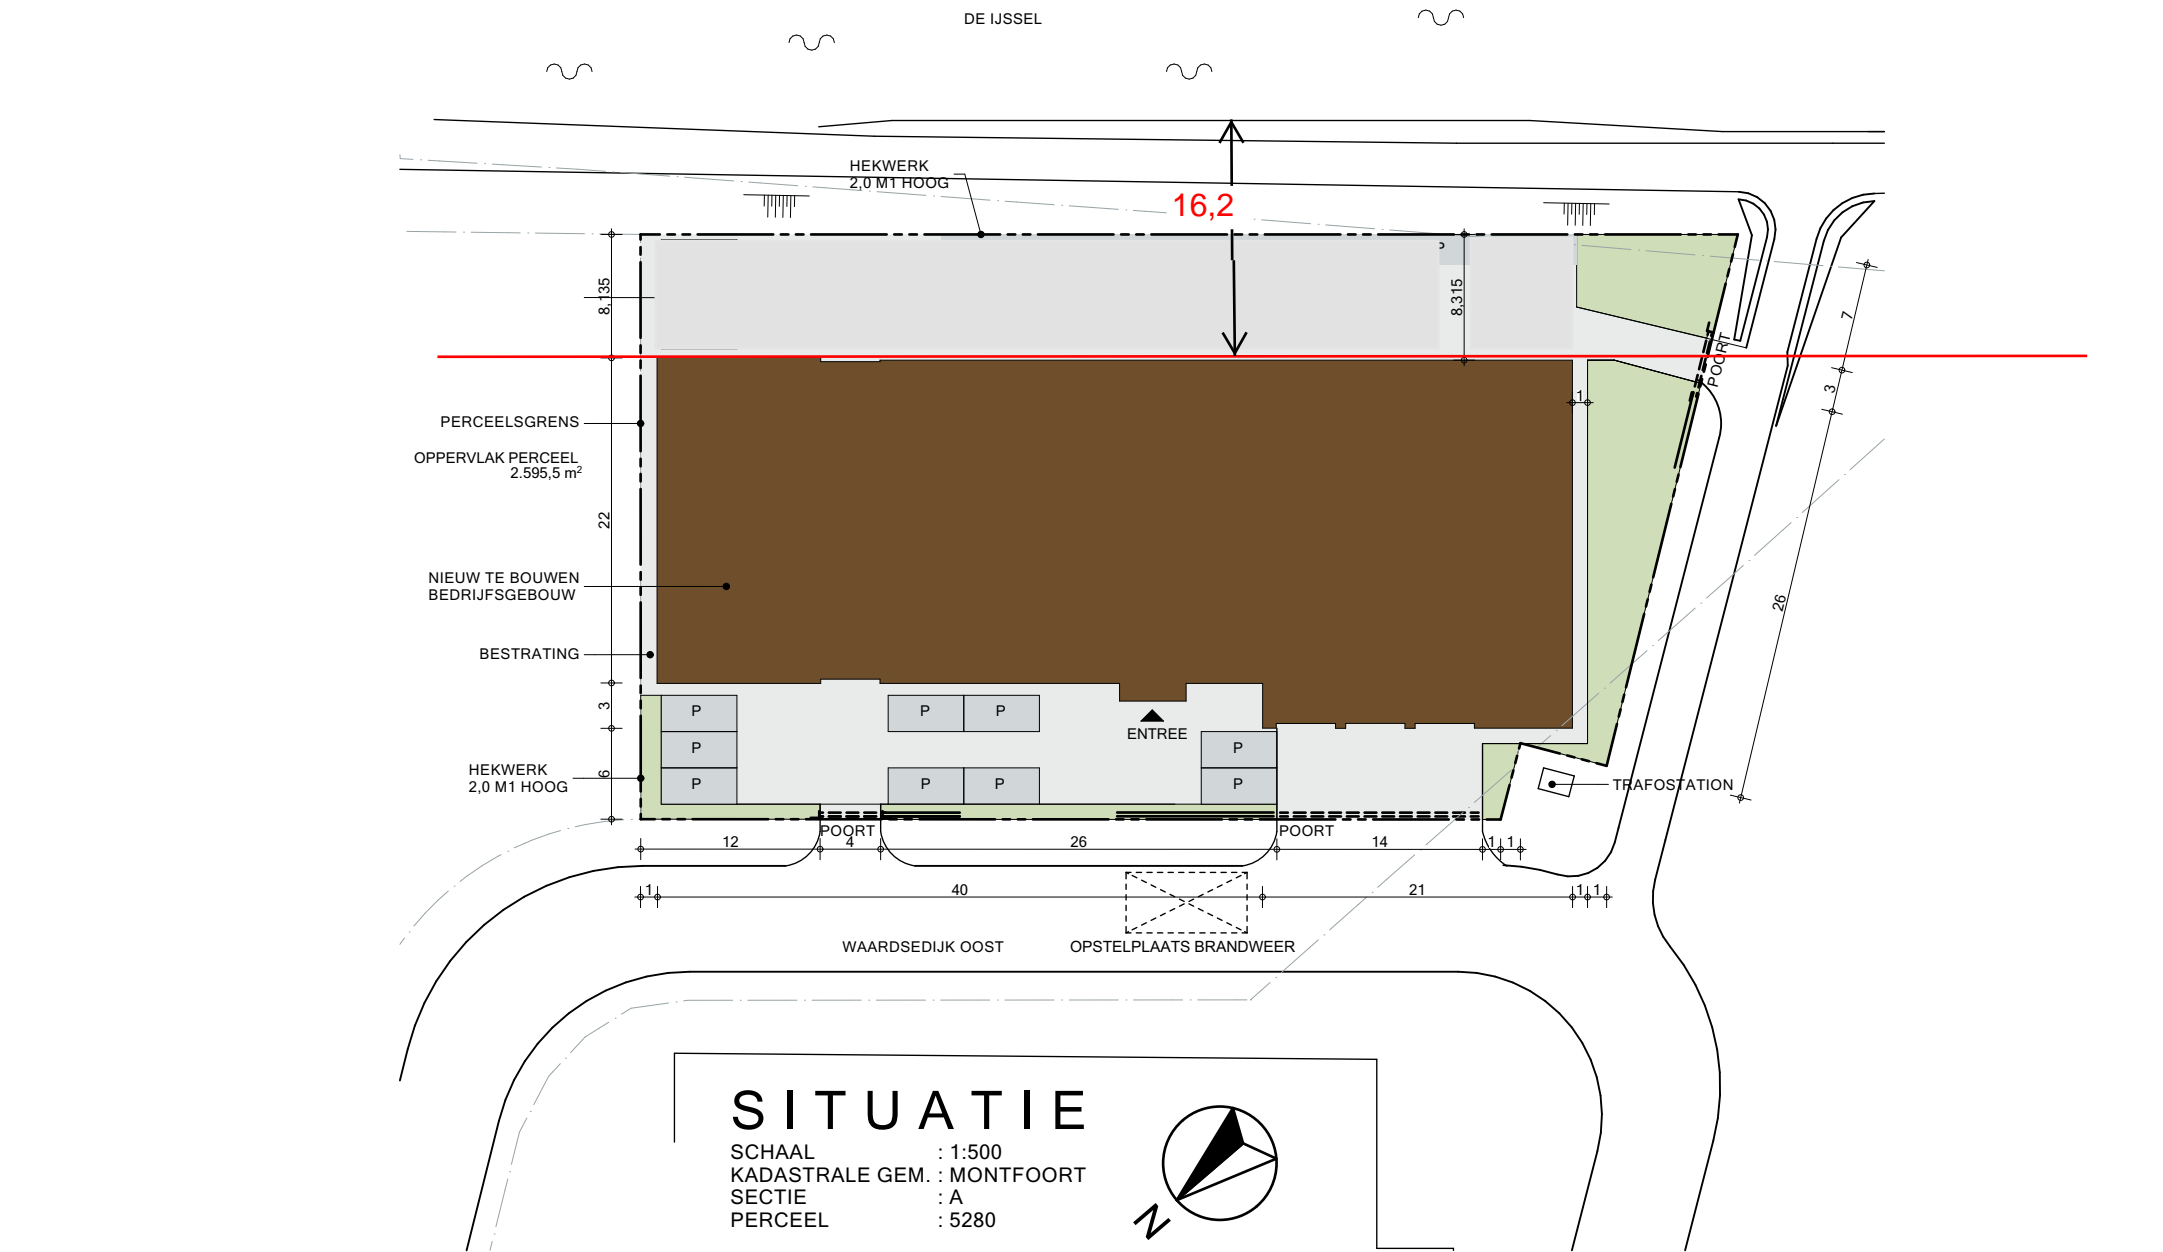 DE IJSSEL
HEKWERK
2,0 M1 HOOG
16,2
8,135
8,315
7
POORT
3
1
PERCEELSGRENS
OPPERVLAK PERCEEL
2.595,5 m²
22
NIEUW TE BOUWEN
BEDRIJFSGEBOUW
26
BESTRATING
3
P
P
P
ENTREE
P
P
HEKWERK
2,0 M1 HOOG
6
P
P
P
P
TRAFOSTATION
POORT
POORT
12
4
26
14
1
1
1
40
21
1
1
WAARDSEDIJK OOST
OPSTELPLAATS BRANDWEER
SITUATIE
SCHAAL : 1:500
KADASTRALE GEM. : MONTFOORT
SECTIE : A
PERCEEL : 5280
N